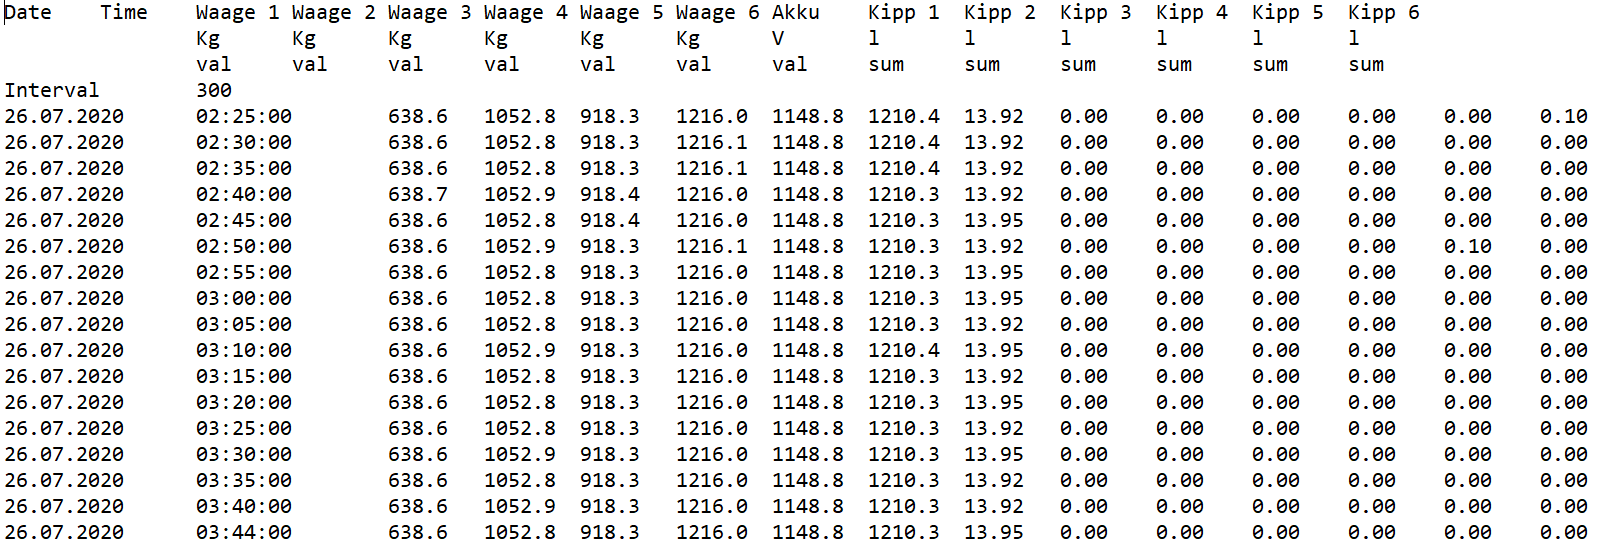 Date Time Waage 1 Waage 2 Waage 3 Waage 4 Waage 5 Waage 6 Akku Kipp 1 Kipp 2 Kipp 3 Kipp 4 Kipp 5 Kipp 6
Kg Kg Kg Kg Kg Kg V l l l l l l
val val val val val val val sum sum sum sum sum sum
Interval 300
26.07.2020 02:25:00 638.6 1052.8 918.3 1216.0 1148.8 1210.4 13.92 0.00 0.00 0.00 0.00 0.00 0.10
26.07.2020 02:30:00 638.6 1052.8 918.3 1216.1 1148.8 1210.4 13.92 0.00 0.00 0.00 0.00 0.00 0.00
26.07.2020 02:35:00 638.6 1052.8 918.3 1216.1 1148.8 1210.4 13.92 0.00 0.00 0.00 0.00 0.00 0.00
26.07.2020 02:40:00 638.7 1052.9 918.4 1216.0 1148.8 1210.3 13.92 0.00 0.00 0.00 0.00 0.00 0.00
26.07.2020 02:45:00 638.6 1052.8 918.4 1216.0 1148.8 1210.3 13.95 0.00 0.00 0.00 0.00 0.00 0.00
26.07.2020 02:50:00 638.6 1052.9 918.3 1216.1 1148.8 1210.3 13.92 0.00 0.00 0.00 0.00 0.10 0.00
26.07.2020 02:55:00 638.6 1052.8 918.3 1216.0 1148.8 1210.3 13.95 0.00 0.00 0.00 0.00 0.00 0.00
26.07.2020 03:00:00 638.6 1052.8 918.3 1216.0 1148.8 1210.3 13.95 0.00 0.00 0.00 0.00 0.00 0.00
26.07.2020 03:05:00 638.6 1052.8 918.3 1216.0 1148.8 1210.3 13.92 0.00 0.00 0.00 0.00 0.00 0.00
26.07.2020 03:10:00 638.6 1052.9 918.3 1216.0 1148.8 1210.4 13.95 0.00 0.00 0.00 0.00 0.00 0.00
26.07.2020 03:15:00 638.6 1052.8 918.3 1216.0 1148.8 1210.3 13.92 0.00 0.00 0.00 0.00 0.00 0.00
26.07.2020 03:20:00 638.6 1052.8 918.3 1216.0 1148.8 1210.3 13.95 0.00 0.00 0.00 0.00 0.00 0.00
26.07.2020 03:25:00 638.6 1052.8 918.3 1216.0 1148.8 1210.3 13.92 0.00 0.00 0.00 0.00 0.00 0.00
26.07.2020 03:30:00 638.6 1052.9 918.3 1216.0 1148.8 1210.3 13.95 0.00 0.00 0.00 0.00 0.00 0.00
26.07.2020 03:35:00 638.6 1052.8 918.3 1216.0 1148.8 1210.3 13.95 0.00 0.00 0.00 0.00 0.00 0.00
26.07.2020 03:40:00 638.6 1052.9 918.3 1216.0 1148.8 1210.3 13.92 0.00 0.00 0.00 0.00 0.00 0.00
26.07.2020 03:44:00 638.6 1052.8 918.3 1216.0 1148.8 1210.3 13.95 0.00 0.00 0.00 0.00 0.00 0.00